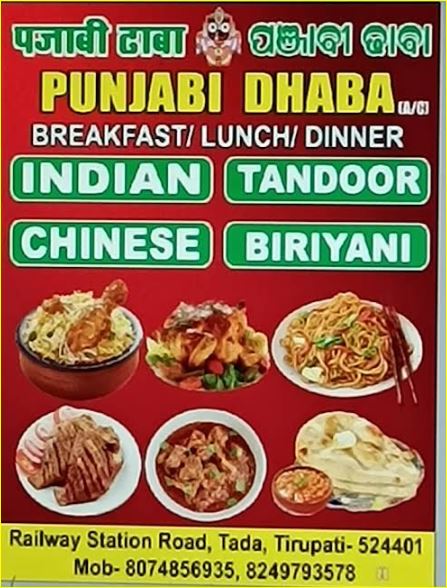 पजाबी ढाबा ପଞ୍ଜାବୀ ଢାବା
PUNJABI DHABA (A/C)
BREAKFAST/ LUNCH/ DINNER
INDIAN TANDOOR
CHINESE BIRIYANI
Railway Station Road, Tada, Tirupati- 524401
Mob- 8074856935, 8249793578